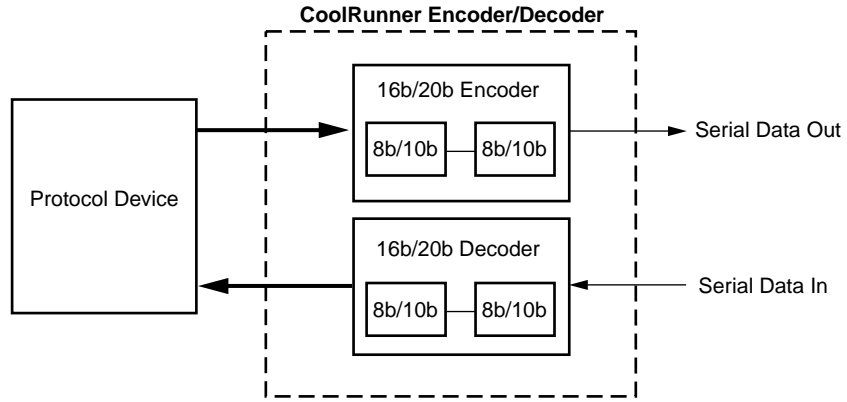 CoolRunner Encoder/Decoder
16b/20b Encoder
8b/10b 8b/10b
Serial Data Out
Protocol Device
16b/20b Decoder
8b/10b 8b/10b
Serial Data In